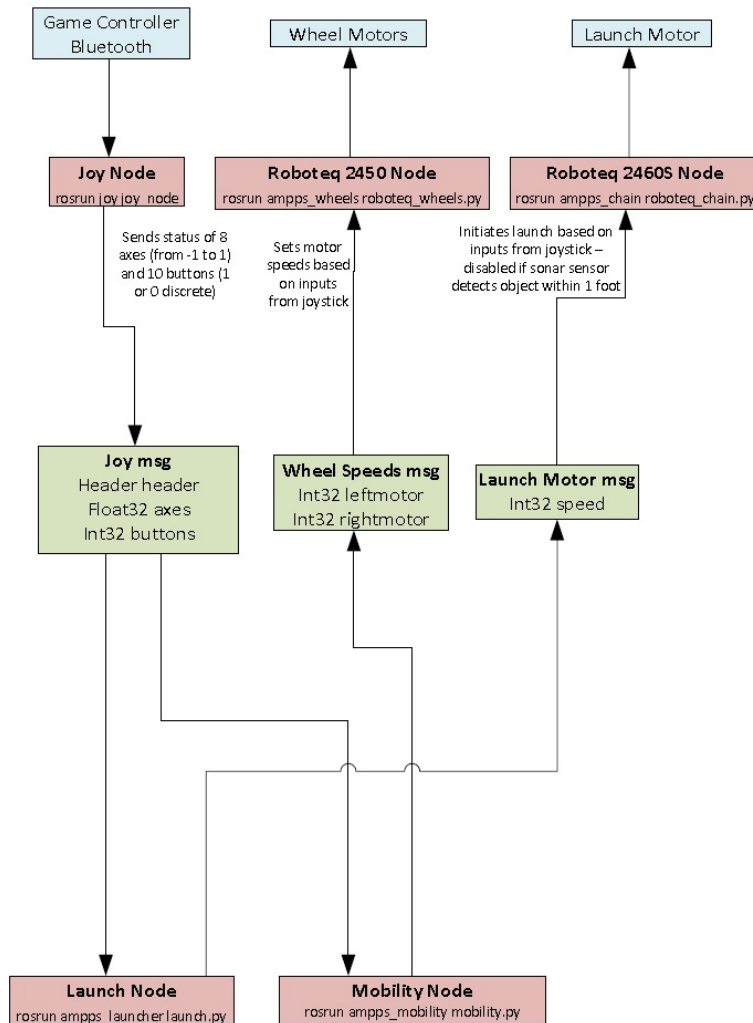 Game Controller
Bluetooth
Wheel Motors
Launch Motor
Joy Node
rosrun joy joy_node
Roboteq 2450 Node
rosrun ampps_wheels roboteq_wheels.py
Roboteq 2460S Node
rosrun ampps_chain roboteq_chain.py
Sends status of 8
axes (from -1 to 1)
and 10 buttons (1
or 0 discrete)
Sets motor
speeds based
on inputs
from joystick
Initiates launch based on
inputs from joystick –
disabled if sonar sensor
detects object within 1 foot
Joy msg
Header header
Float32 axes
Int32 buttons
Wheel Speeds msg
Int32 leftmotor
Int32 rightmotor
Launch Motor msg
Int32 speed
Launch Node
rosrun ampps_launcher launch.py
Mobility Node
rosrun ampps_mobility mobility.py